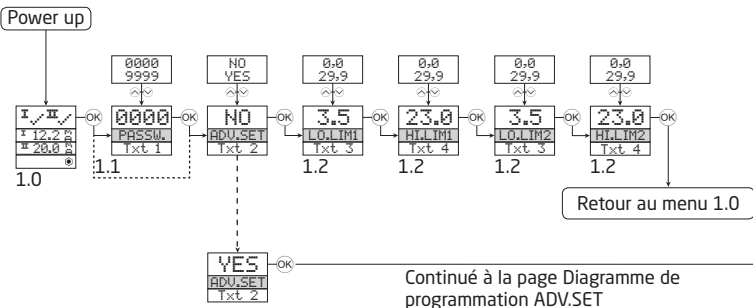 Power up
0000
9999
NO
YES
0,0
29,9
0,0
29,9
0,0
29,9
0,0
29,9
I / II /
I 12.2
II 20.0
OK
0000
PASSW.
Txt 1
OK
NO
ADV.SET
Txt 2
OK
3.5
LO.LIM1
Txt 3
OK
23.0
HI.LIM1
Txt 4
OK
3.5
LO.LIM2
Txt 3
OK
23.0
HI.LIM2
Txt 4
OK
1.0
1.1
1.2
1.2
1.2
1.2
Retour au menu 1.0
YES
ADV.SET
Txt 2
OK
Continué à la page Diagramme de
programmation ADV.SET